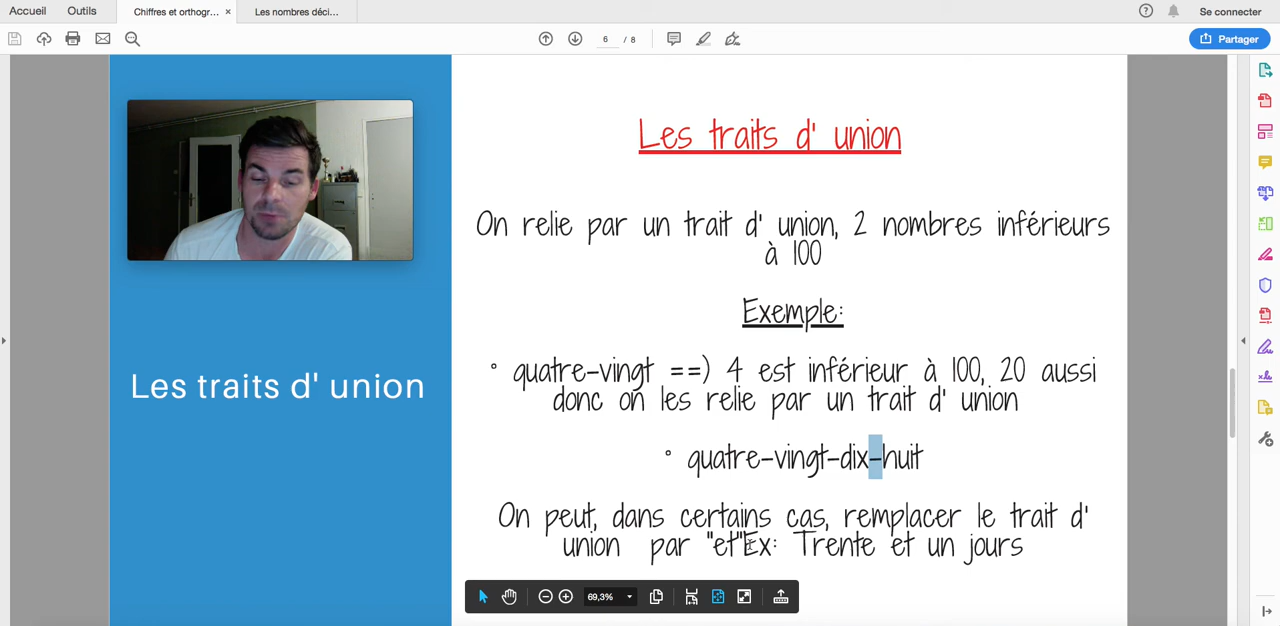 Accueil Outils Chiffres et orthogr... × Les nombres déci... Se connecter
6 / 8 Partager
Les traits d' union
On relie par un trait d' union, 2 nombres inférieurs
à 100
Exemple:
° quatre-vingt ==) 4 est inférieur à 100, 20 aussi
donc on les relie par un trait d' union
Les traits d' union
° quatre-vingt-dix-huit
On peut, dans certains cas, remplacer le trait d'
union par "et"Ex: Trente et un jours
69,3%